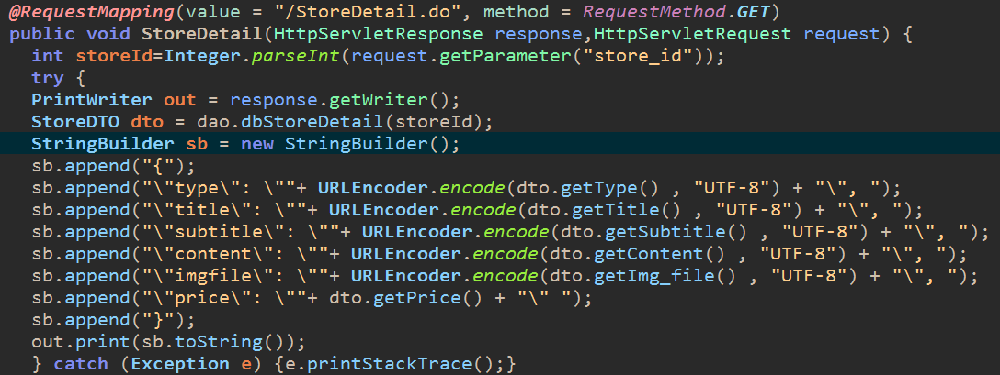 @RequestMapping(value = "/StoreDetail.do", method = RequestMethod.GET)
public void StoreDetail(HttpServletResponse response,HttpServletRequest request) {
int storeId=Integer.parseInt(request.getParameter("store_id"));
try {
PrintWriter out = response.getWriter();
StoreDTO dto = dao.dbStoreDetail(storeId);
StringBuilder sb = new StringBuilder();
sb.append("{");
sb.append("\"type\": \""+ URLEncoder.encode(dto.getType() , "UTF-8") + "\", ");
sb.append("\"title\": \""+ URLEncoder.encode(dto.getTitle() , "UTF-8") + "\", ");
sb.append("\"subtitle\": \""+ URLEncoder.encode(dto.getSubtitle() , "UTF-8") + "\", ");
sb.append("\"content\": \""+ URLEncoder.encode(dto.getContent() , "UTF-8") + "\", ");
sb.append("\"imgfile\": \""+ URLEncoder.encode(dto.getImg_file() , "UTF-8") + "\", ");
sb.append("\"price\": \""+ dto.getPrice() + "\" ");
sb.append("}");
out.print(sb.toString());
} catch (Exception e) {e.printStackTrace();}